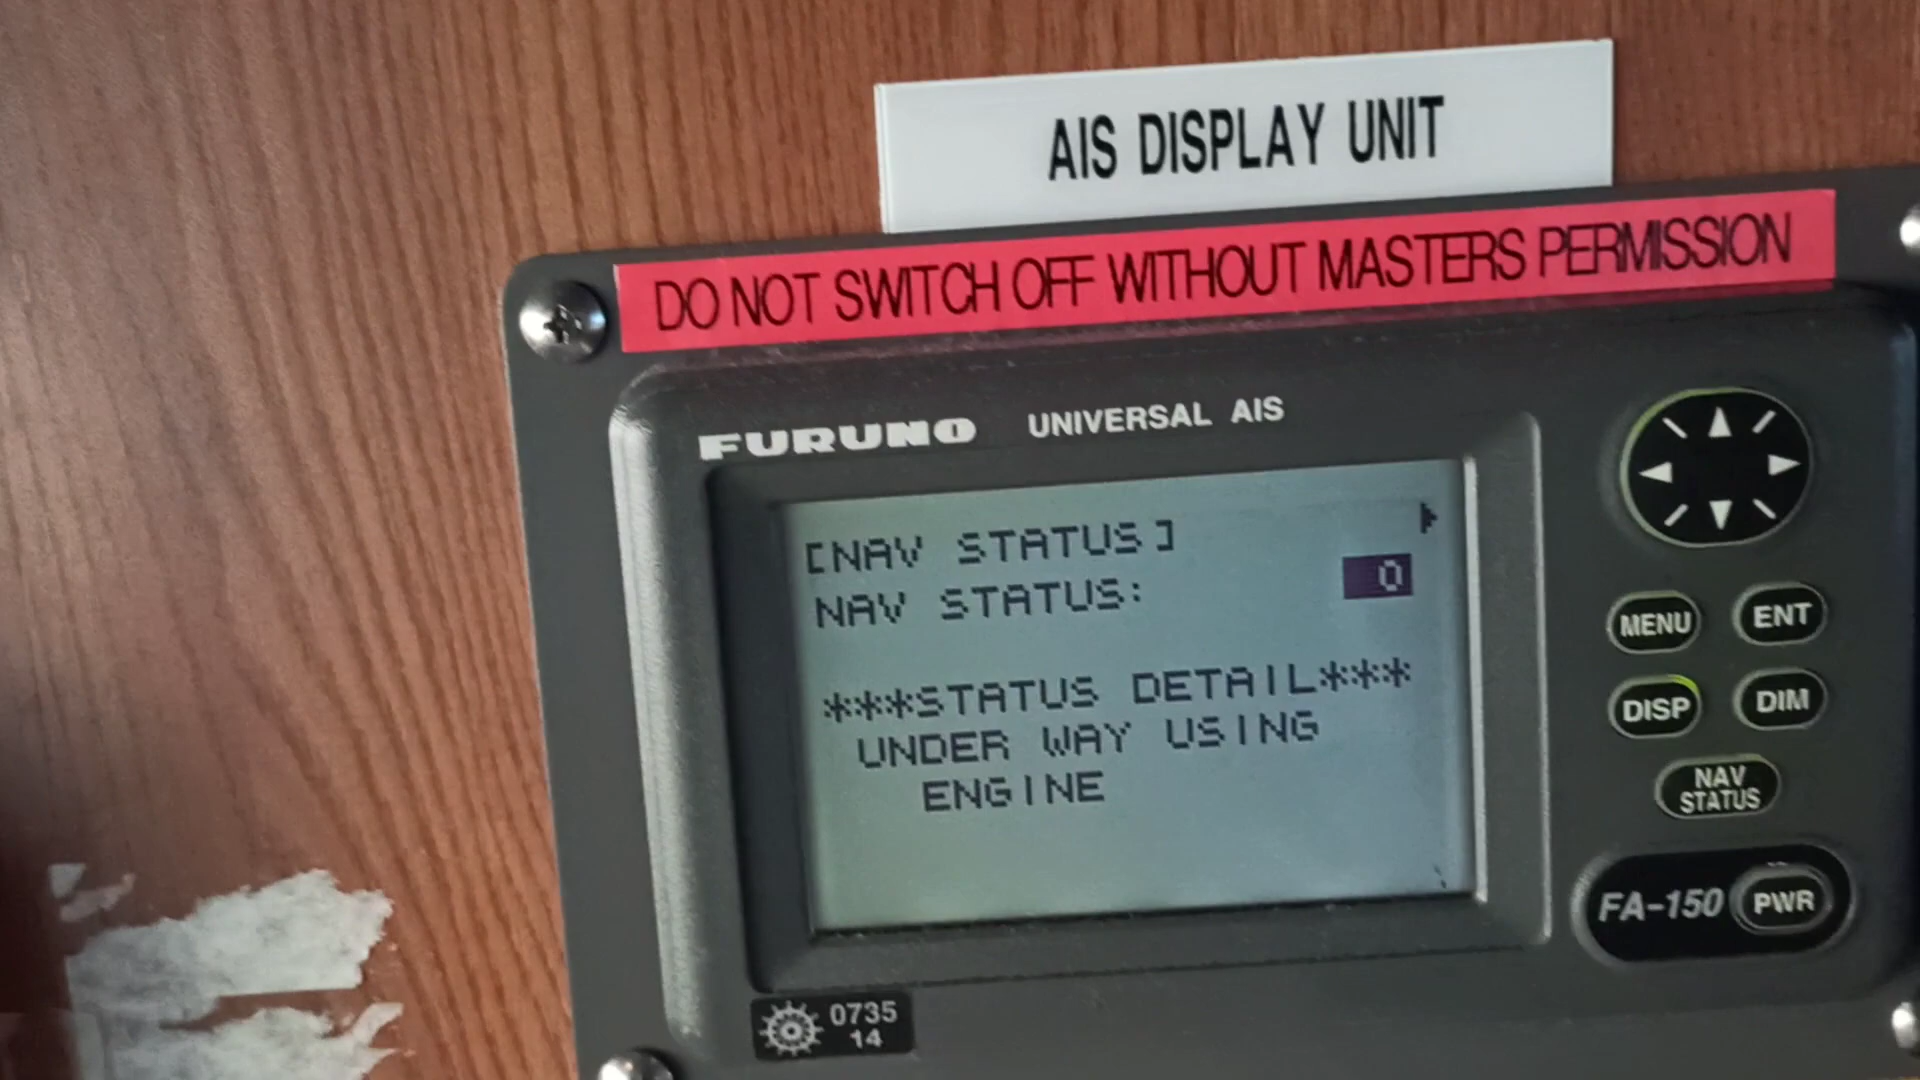 AIS DISPLAY UNIT
DO NOT SWITCH OFF WITHOUT MASTERS PERMISSION
FURUNO UNIVERSAL AIS
[NAV STATUS]
NAV STATUS: 0
***STATUS DETAIL***
UNDER WAY USING
ENGINE
MENU ENT
DISP DIM
NAV
STATUS
FA-150 PWR
0735
14